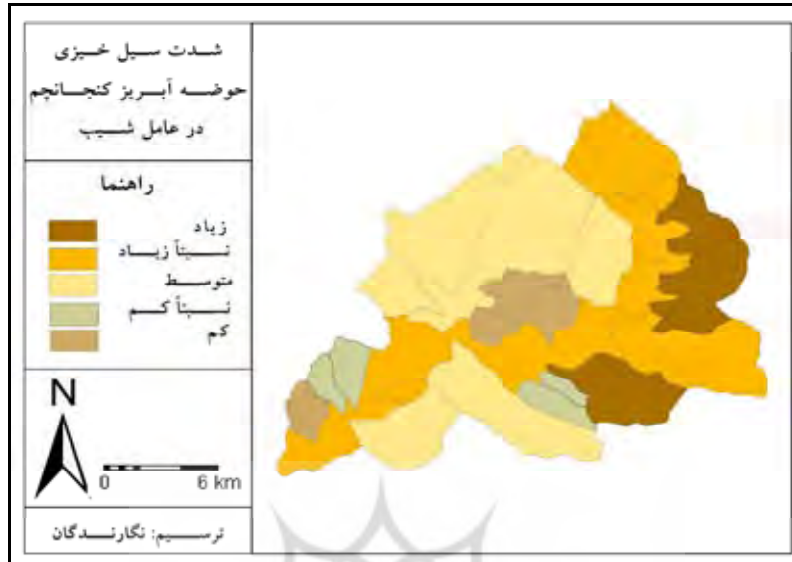 شدت سیل خیزی
حوضه آبریز کنجانچم
در عامل شیب
راهنما
زیاد
نسبتاً زیاد
متوسط
نسبتاً کم
کم
N
0 6 km
ترسیم: نگارندگان